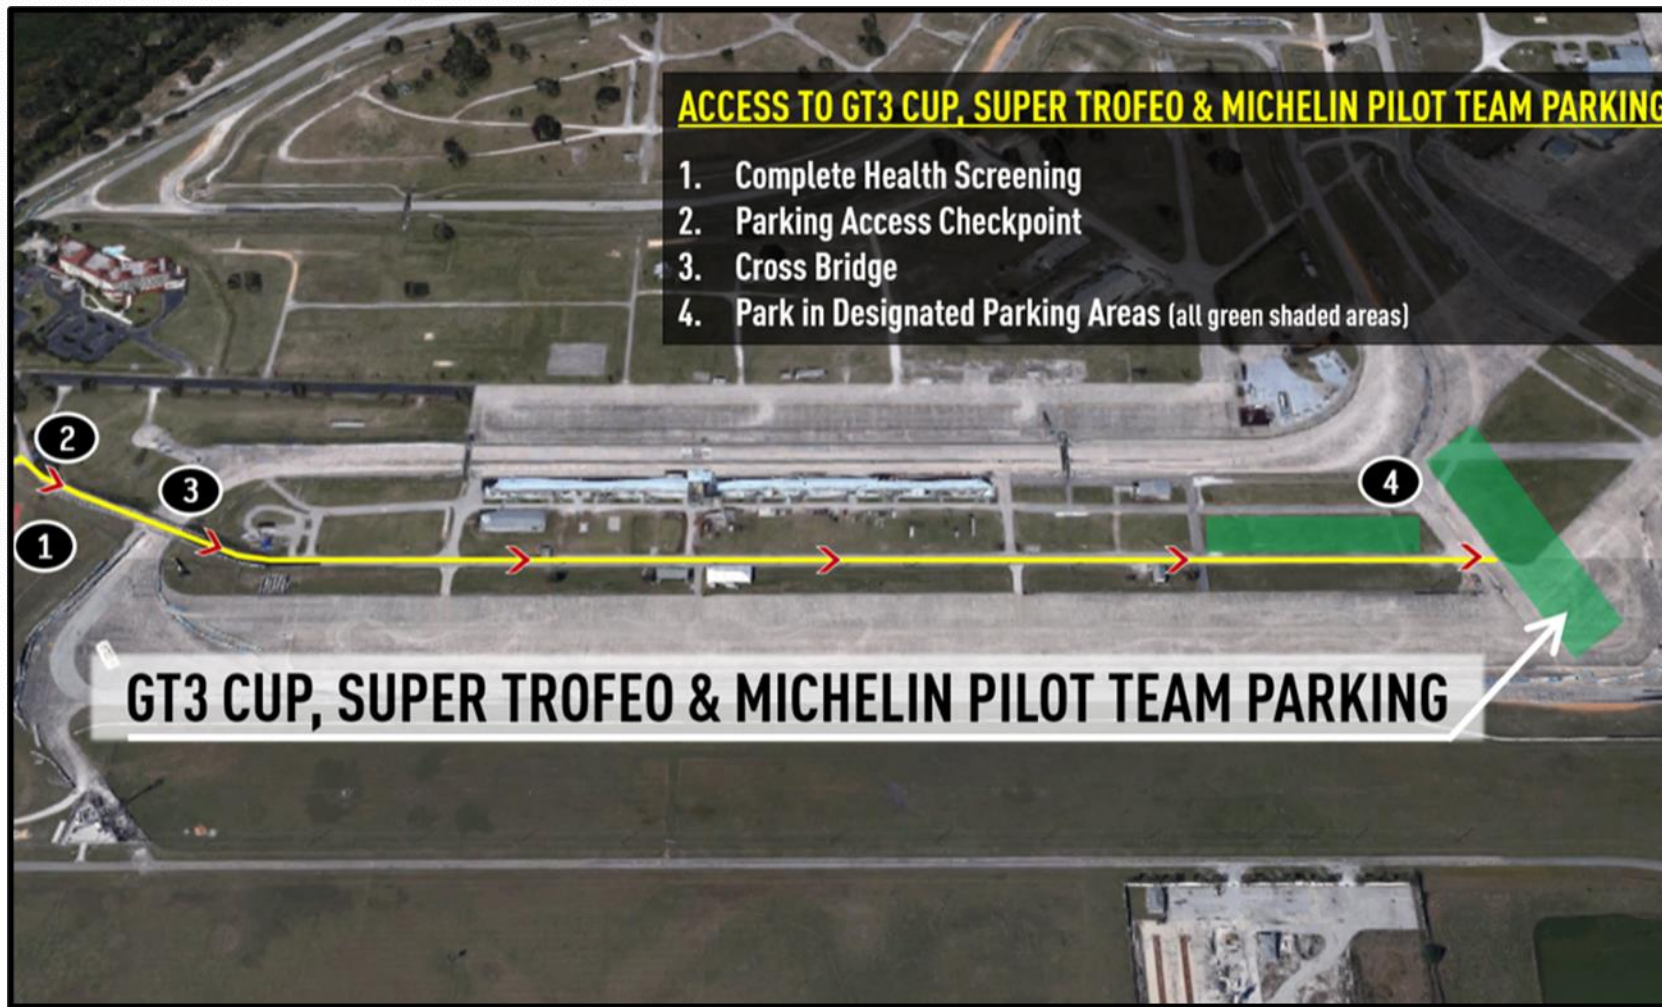 ACCESS TO GT3 CUP, SUPER TROFEO & MICHELIN PILOT TEAM PARKING
1. Complete Health Screening
2. Parking Access Checkpoint
3. Cross Bridge
4. Park in Designated Parking Areas (all green shaded areas)
2
3
4
1
GT3 CUP, SUPER TROFEO & MICHELIN PILOT TEAM PARKING